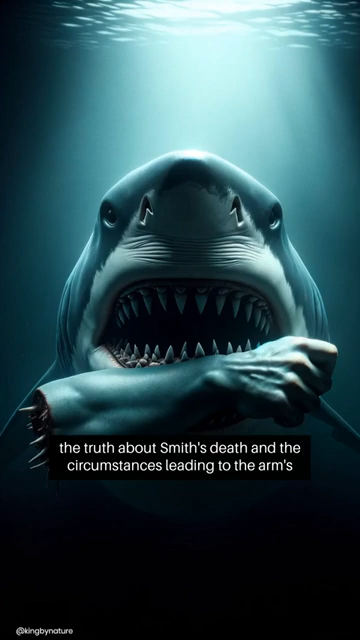 the truth about Smith's death and the
circumstances leading to the arm's
@kingbynature